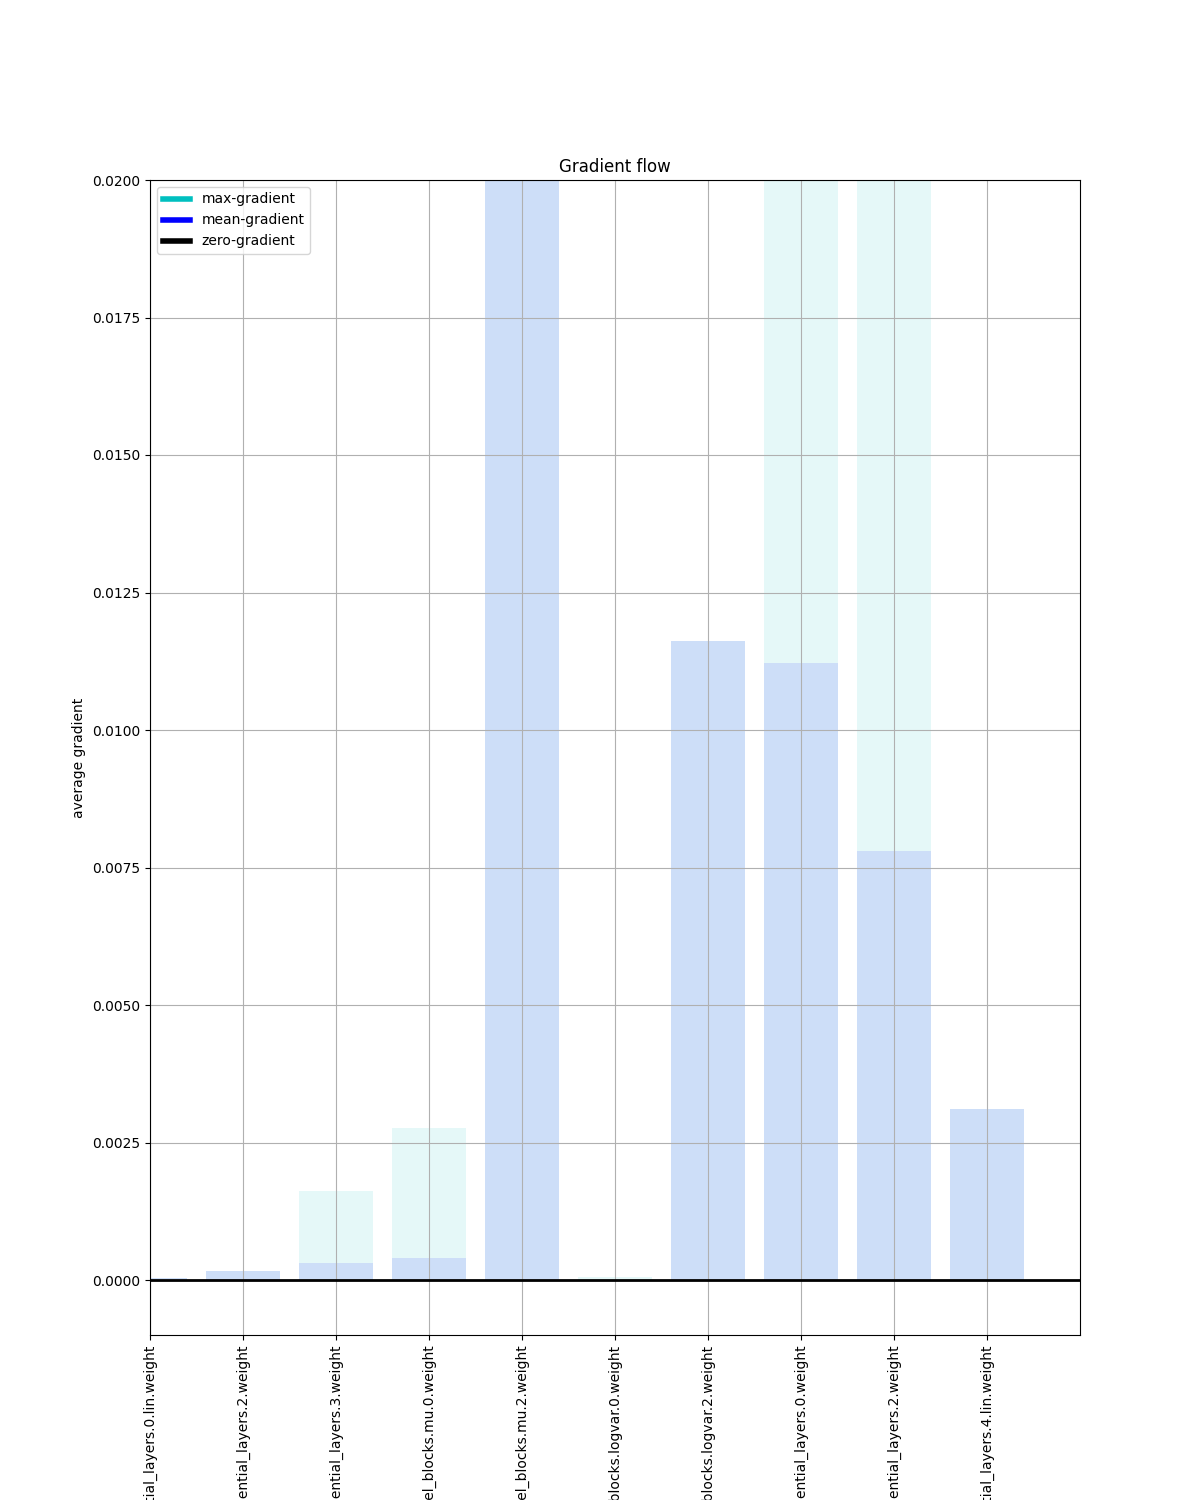 Gradient flow
max-gradient
mean-gradient
zero-gradient
0.0200
0.0175
0.0150
0.0125
0.0100
0.0075
0.0050
0.0025
0.0000
average gradient
tial_layers.0.lin.weight
ential_layers.2.weight
ential_layers.3.weight
el_blocks.mu.0.weight
el_blocks.mu.2.weight
blocks.logvar.0.weight
blocks.logvar.2.weight
ential_layers.0.weight
ential_layers.2.weight
tial_layers.4.lin.weight